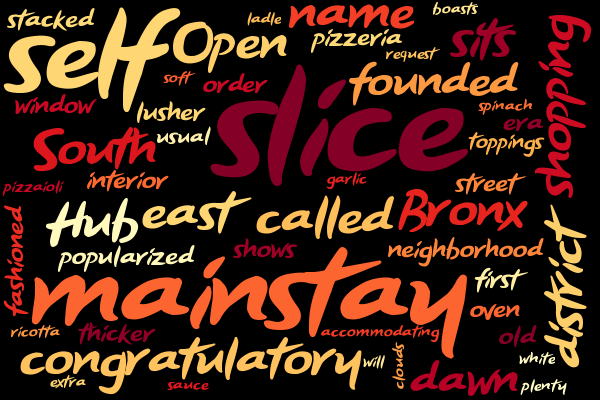 stacked
self
Open
ladle
name
boasts
pizzeria
request
sits
shopping
soft
order
window
lusher
usual
slice
founded
spinach
era
toppings
South
interior
pizzaioli
garlic
street
fashioned
Hub
east
called
Bronx
district
popularized
shows
neighborhood
mainstay
first
oven
ricotta
thicker
accommodating
old
congratulatory
will
clouds
white
extra
sauce
dawn
plenty